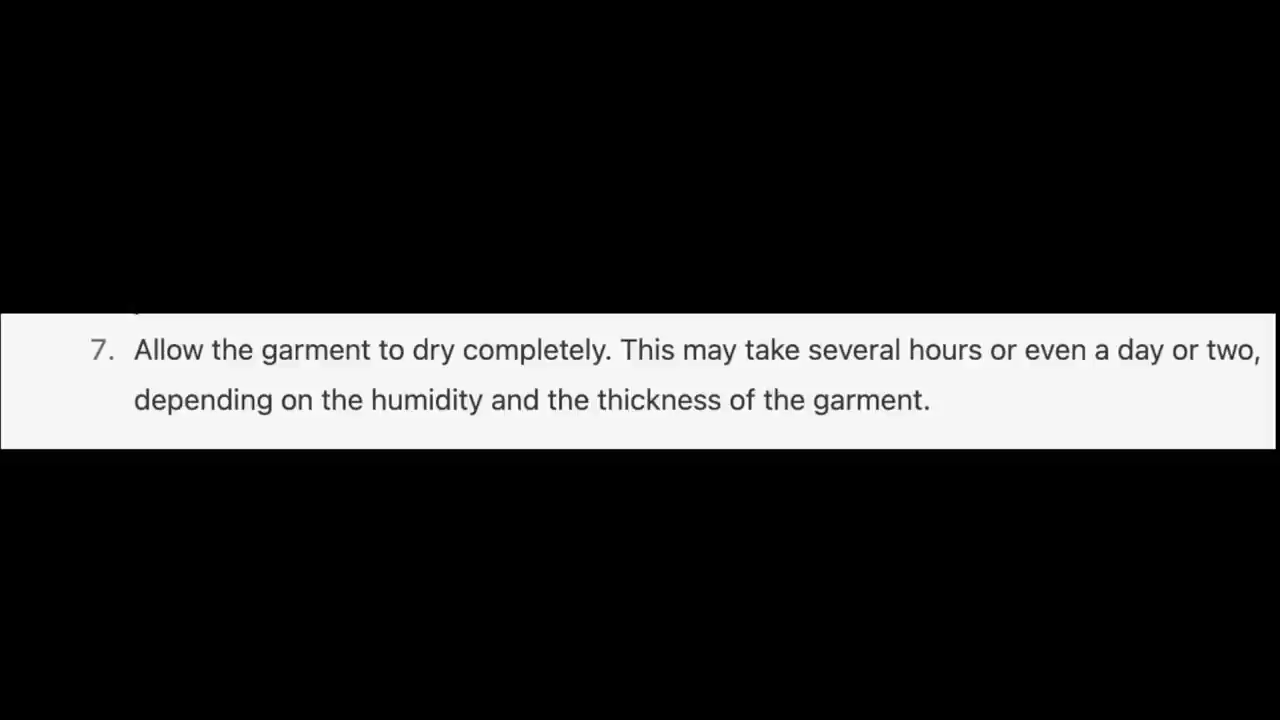 7. Allow the garment to dry completely. This may take several hours or even a day or two,
depending on the humidity and the thickness of the garment.